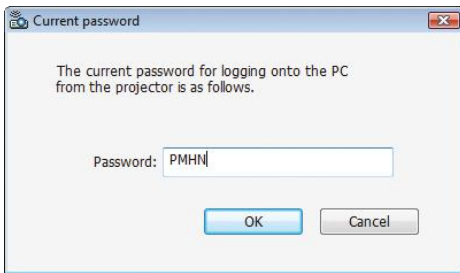 Current password
The current password for logging onto the PC
from the projector is as follows.
Password: PMHN
OK Cancel